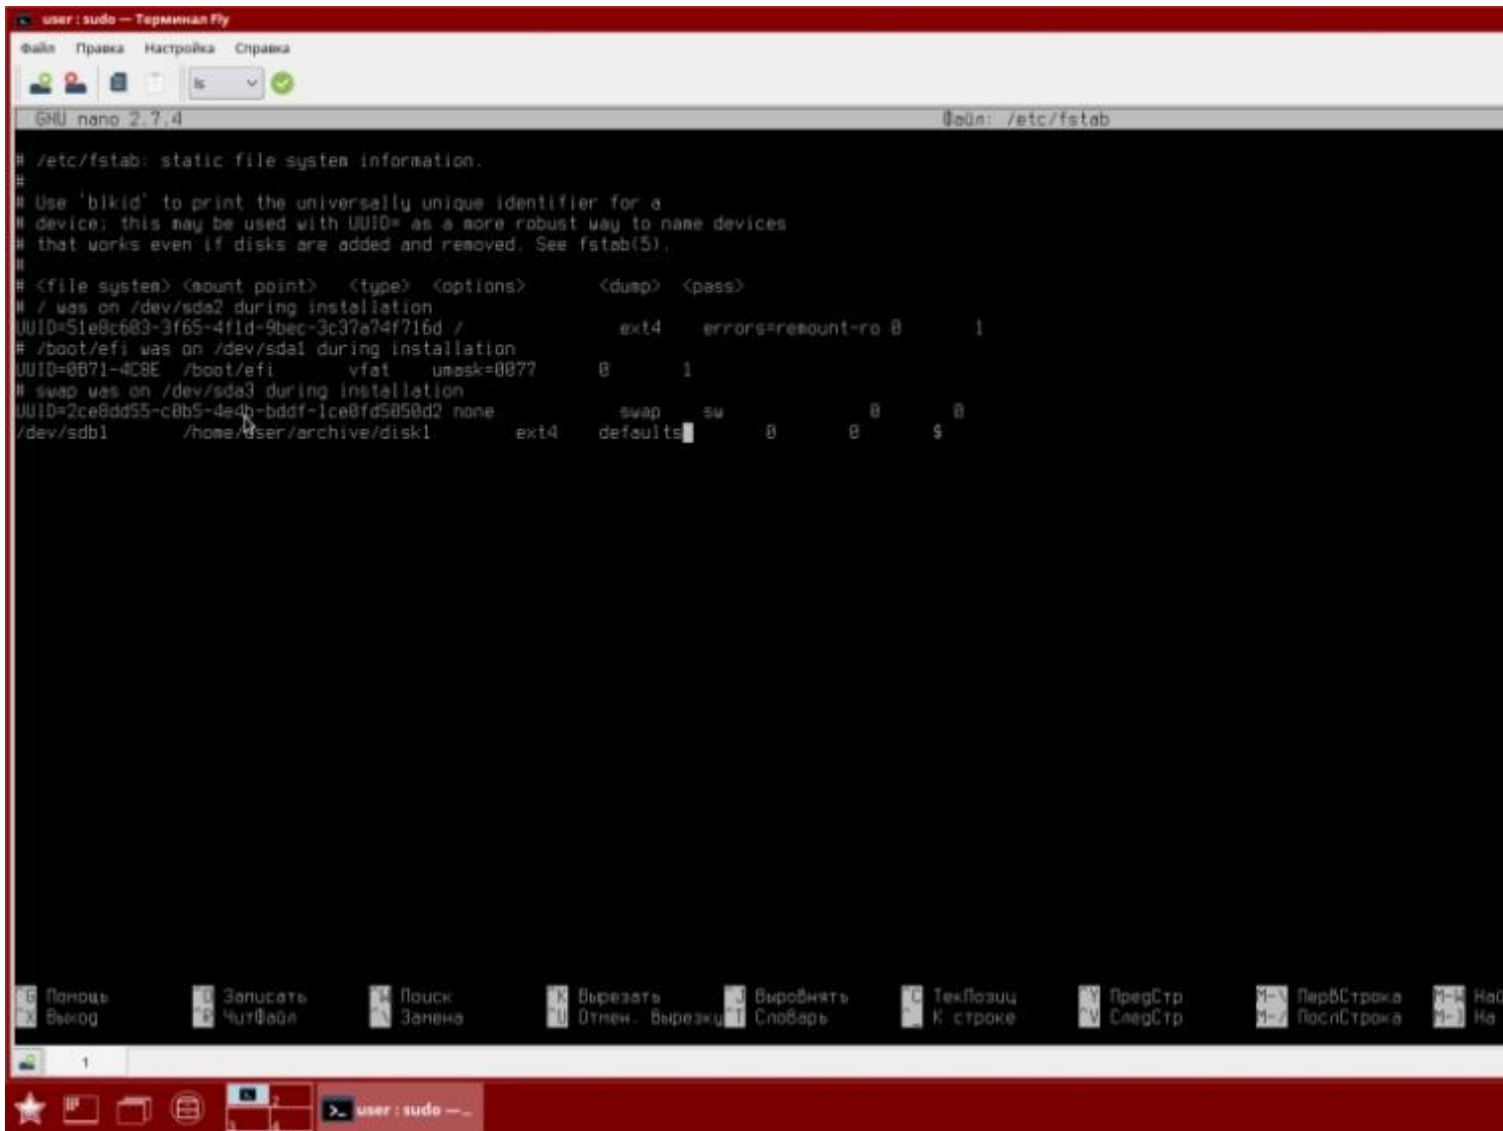 user : sudo — Терминал Fly
Файл Правка Настройка Справка
ls
GNU nano 2.7.4 Файл: /etc/fstab
# /etc/fstab: static file system information.
#
# Use 'blkid' to print the universally unique identifier for a
# device; this may be used with UUID= as a more robust way to name devices
# that works even if disks are added and removed. See fstab(5).
#
# <file system> <mount point> <type> <options> <dump> <pass>
# / was on /dev/sda2 during installation
UUID=51e8c603-3f65-4f1d-9bec-3c37a74f716d / ext4 errors=remount-ro 0 1
# /boot/efi was on /dev/sda1 during installation
UUID=0B71-4C8E /boot/efi vfat umask=0077 0 1
# swap was on /dev/sda3 during installation
UUID=2ce8dd55-c0b5-4e4b-bddf-1ce0fd5050d2 none swap sw 0 0
/dev/sdb1 /home/user/archive/disk1 ext4 defaults 0 0 $
^G Помощь ^O Записать ^W Поиск ^K Вырезать ^J Выровнять ^C ТекПозиц ^Y ПредСтр M-\ ПервСтрока M-W Най
^X Выход ^R ЧитФайл ^\ Замена ^U Отмен. Вырезку ^T Словарь ^_ К строке ^V СледСтр M-/ ПослСтрока M-] На
1
2
3 4
user : sudo —...